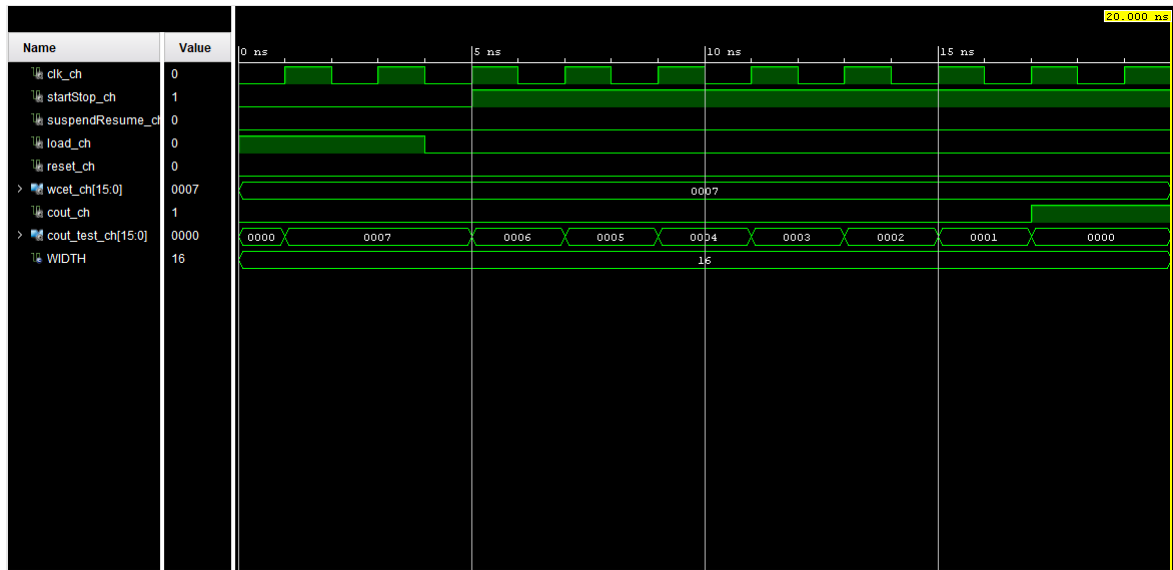 20.000 ns
Name Value
0 ns 5 ns 10 ns 15 ns
clk_ch 0
startStop_ch 1
suspendResume_ch 0
load_ch 0
reset_ch 0
wcet_ch[15:0] 0007 0007
cout_ch 1
cout_test_ch[15:0] 0000 0000 0007 0006 0005 0004 0003 0002 0001 0000
WIDTH 16 16